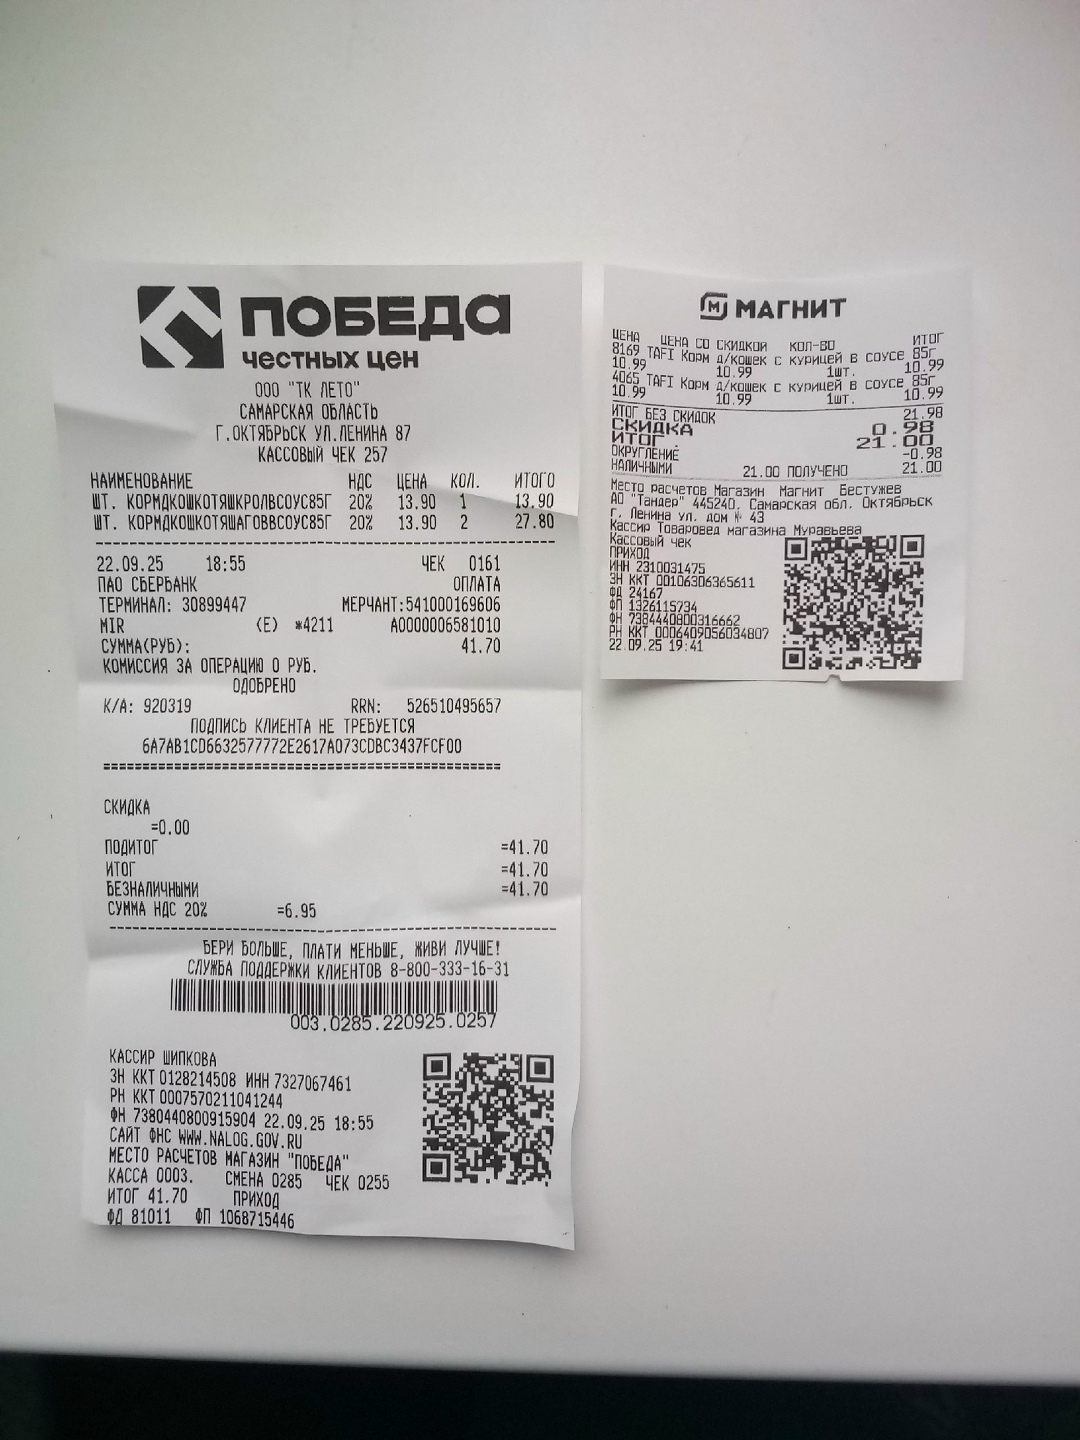 ПОБЕДА
честных цен
ООО "ТК ЛЕТО"
САМАРСКАЯ ОБЛАСТЬ
Г.ОКТЯБРЬСК УЛ.ЛЕНИНА 87
КАССОВЫЙ ЧЕК 257
НАИМЕНОВАНИЕ НДС ЦЕНА КОЛ. ИТОГО
ШТ. КОРМДКОШКОТЯШКРОЛВСОУС85Г 20% 13.90 1 13.90
ШТ. КОРМДКОШКОТЯШАГОВВСОУС85Г 20% 13.90 2 27.80
22.09.25 18:55 ЧЕК 0161
ПАО СБЕРБАНК ОПЛАТА
ТЕРМИНАЛ: 30899447 МЕРЧАНТ:541000169606
MIR (E) *4211 A0000006581010
СУММА(РУБ): 41.70
КОМИССИЯ ЗА ОПЕРАЦИЮ 0 РУБ.
ОДОБРЕНО
К/А: 920319 RRN: 526510495657
ПОДПИСЬ КЛИЕНТА НЕ ТРЕБУЕТСЯ
6A7AB1CD6632577772E2617A073CDBC3437FCF00
СКИДКА
=0.00
ПОДИТОГ =41.70
ИТОГ =41.70
БЕЗНАЛИЧНЫМИ =41.70
СУММА НДС 20% =6.95
БЕРИ БОЛЬШЕ, ПЛАТИ МЕНЬШЕ, ЖИВИ ЛУЧШЕ!
СЛУЖБА ПОДДЕРЖКИ КЛИЕНТОВ 8-800-333-16-31
003.0285.220925.0257
КАССИР ШИПКОВА
ЗН ККТ 0128214508 ИНН 7327067461
РН ККТ 0007570211041244
ФН 7380440800915904 22.09.25 18:55
САЙТ ФНС WWW.NALOG.GOV.RU
МЕСТО РАСЧЕТОВ МАГАЗИН "ПОБЕДА"
КАССА 0003. СМЕНА 0285 ЧЕК 0255
ИТОГ 41.70 ПРИХОД
ФД 81011 ФП 1068715446
МАГНИТ
ЦЕНА ЦЕНА СО СКИДКОЙ КОЛ-ВО ИТОГ
8169 TAFI Корм д/кошек с курицей в соусе 85г
10.99 10.99 1шт. 10.99
4065 TAFI Корм д/кошек с курицей в соусе 85г
10.99 10.99 1шт. 10.99
ИТОГ БЕЗ СКИДОК 21.98
СКИДКА 0.98
ИТОГ 21.00
ОКРУГЛЕНИЕ -0.98
НАЛИЧНЫМИ 21.00 ПОЛУЧЕНО 21.00
Место расчетов Магазин Магнит Бестужев
АО "Тандер" 445240, Самарская обл. Октябрьск
г. Ленина ул. дом № 43
Кассир Товаровед магазина Муравьева
Кассовый чек
ПРИХОД
ИНН 2310031475
ЗН ККТ 00106306365611
ФД 24167
ФП 1326115734
ФН 7384440800316662
РН ККТ 0006409056034807
22.09.25 19:41